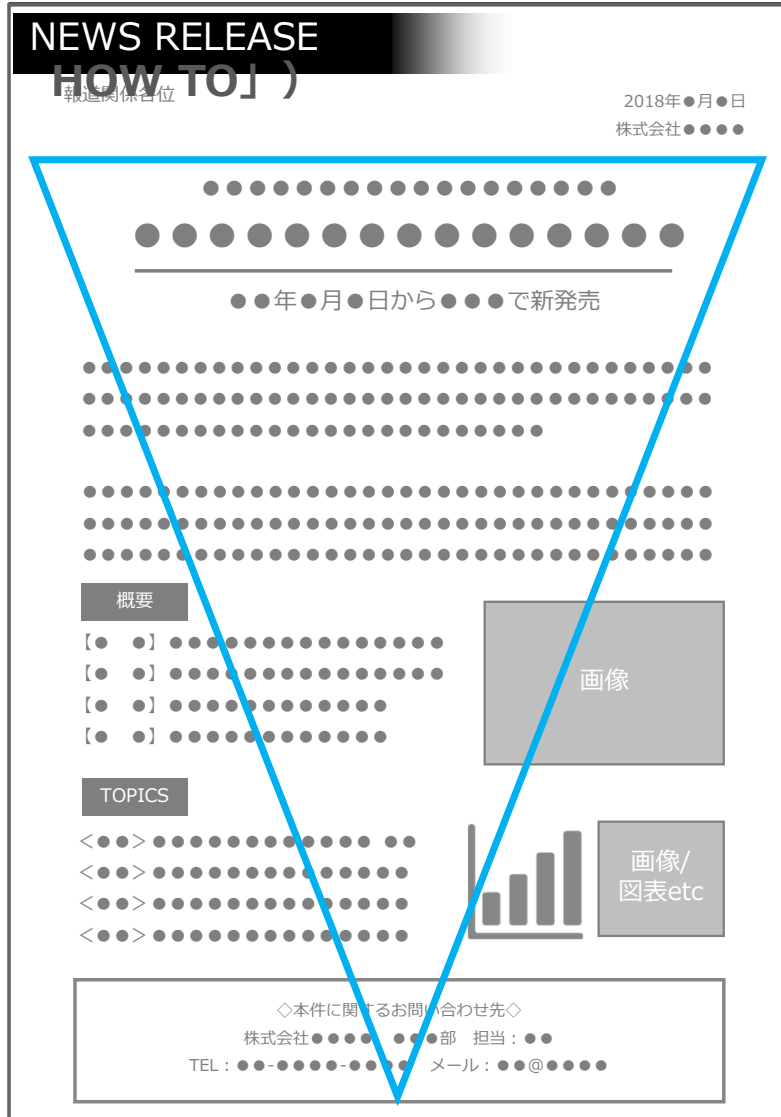 NEWS RELEASE
HOW TO」）
報道関係各位
2018年●月●日
株式会社●●●●
●●●●●●●●●●●●●●●●●●
●●●●●●●●●●●●●●●
●●年●月●日から●●●で新発売
●●●●●●●●●●●●●●●●●●●●●●●●●●●●●●●●●●
●●●●●●●●●●●●●●●●●●●●●●●●●●●●●●●●●●
●●●●●●●●●●●●●●●●●●●●●●●●●
●●●●●●●●●●●●●●●●●●●●●●●●●●●●●●●●●●
●●●●●●●●●●●●●●●●●●●●●●●●●●●●●●●●●●
●●●●●●●●●●●●●●●●●●●●●●●●●●●●●●●●●●
概要
【●　●】●●●●●●●●●●●●●●●
【●　●】●●●●●●●●●●●●●●●
【●　●】●●●●●●●●●●●●
【●　●】●●●●●●●●●●●●
画像
TOPICS
＜●●＞●●●●●●●●●●●● ●●
＜●●＞●●●●●●●●●●●●●●
＜●●＞●●●●●●●●●●●●●●
＜●●＞●●●●●●●●●●●●●●
画像/
図表etc
◇本件に関するお問い合わせ先◇
株式会社●●●●　●●●部　担当：●●
TEL：●●-●●●●-●●●●　メール：●●@●●●●